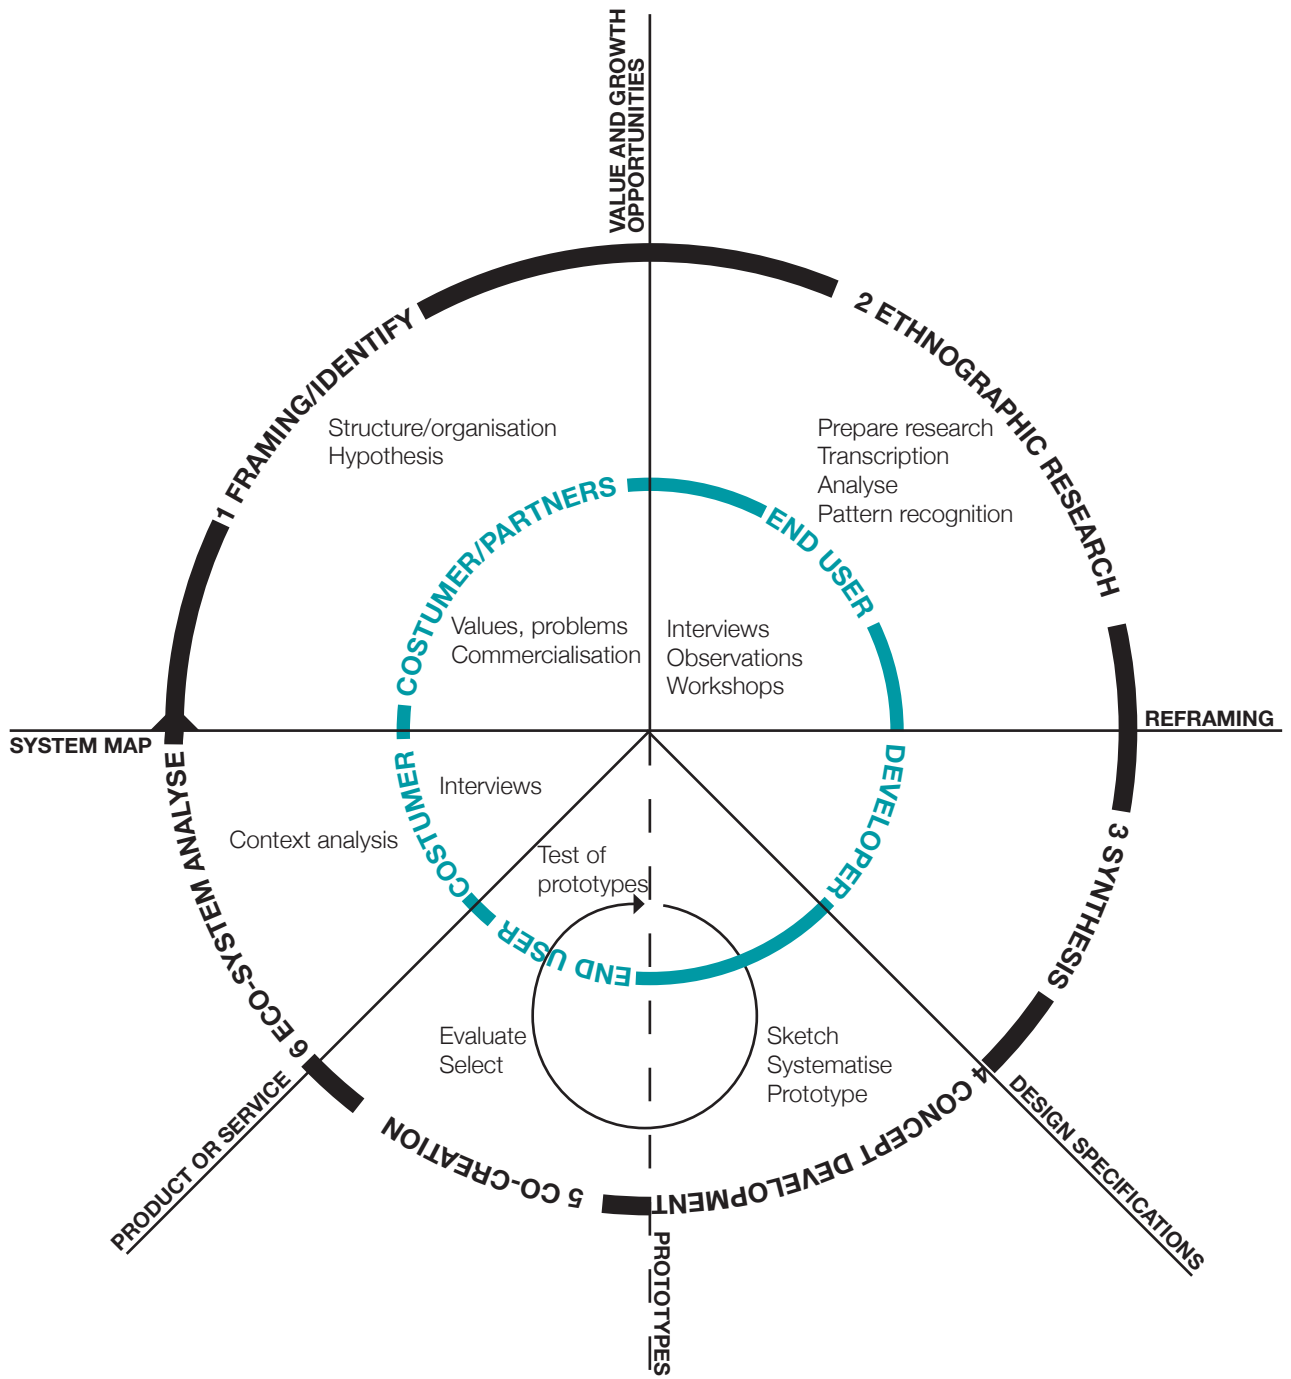 VALUE AND GROWTH
OPPORTUNITIES
1 FRAMING/IDENTIFY
Structure/organisation
Hypothesis
COSTUMER/PARTNERS
Values, problems
Commercialisation
2 ETHNOGRAPHIC RESEARCH
Prepare research
Transcription
Analyse
Pattern recognition
END USER
Interviews
Observations
Workshops
REFRAMING
3 SYNTHESIS
DEVELOPER
DESIGN SPECIFICATIONS
4 CONCEPT DEVELOPMENT
Sketch
Systematise
Prototype
PROTOTYPES
5 CO-CREATION
END USER
Test of
prototypes
Evaluate
Select
PRODUCT OR SERVICE
6 ECO-SYSTEM ANALYSE
COSTUMER
Interviews
Context analysis
SYSTEM MAP